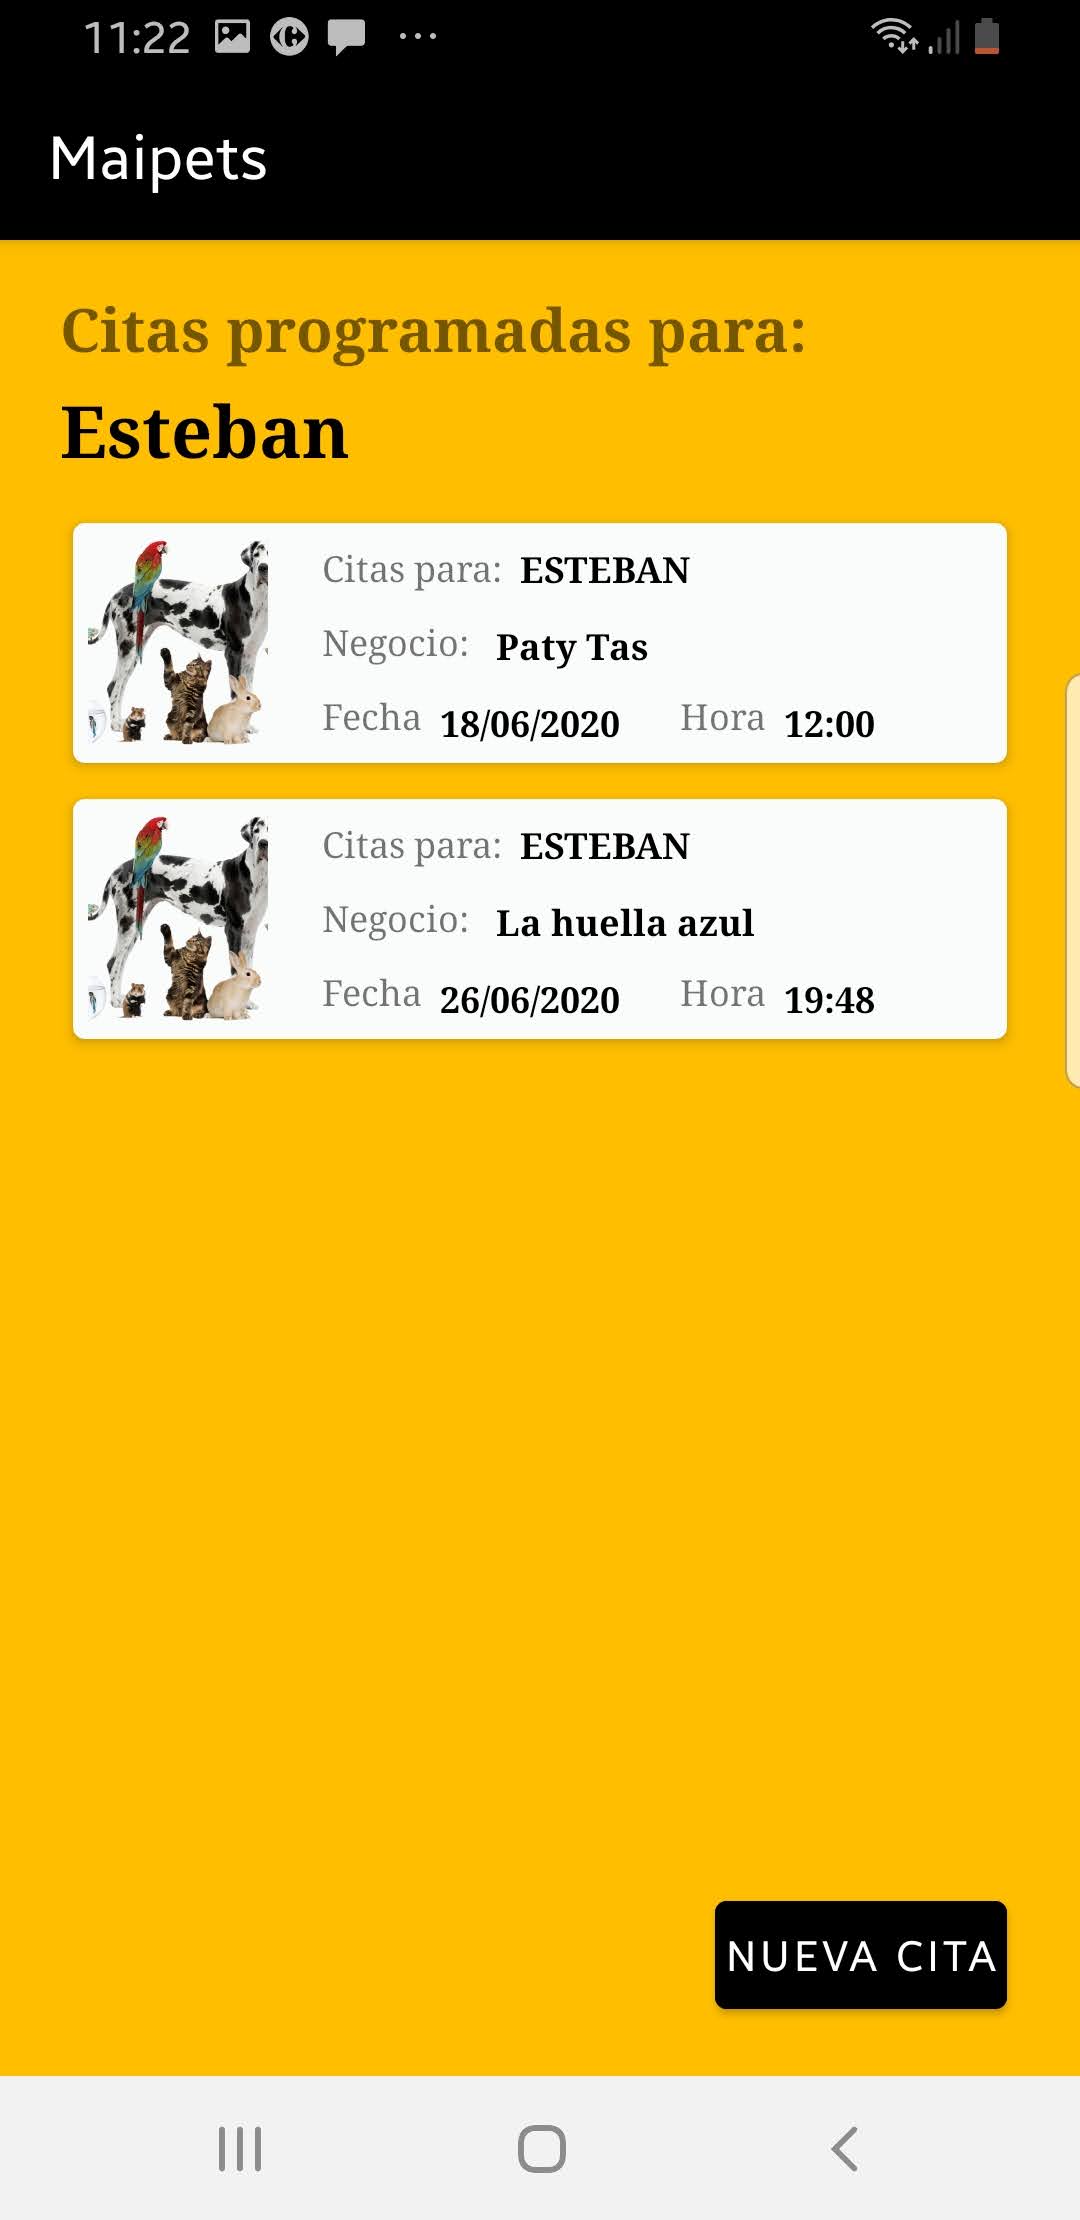 11:22
Maipets
Citas programadas para:
Esteban
Citas para: ESTEBAN
Negocio: Paty Tas
Fecha 18/06/2020 Hora 12:00
Citas para: ESTEBAN
Negocio: La huella azul
Fecha 26/06/2020 Hora 19:48
NUEVA CITA